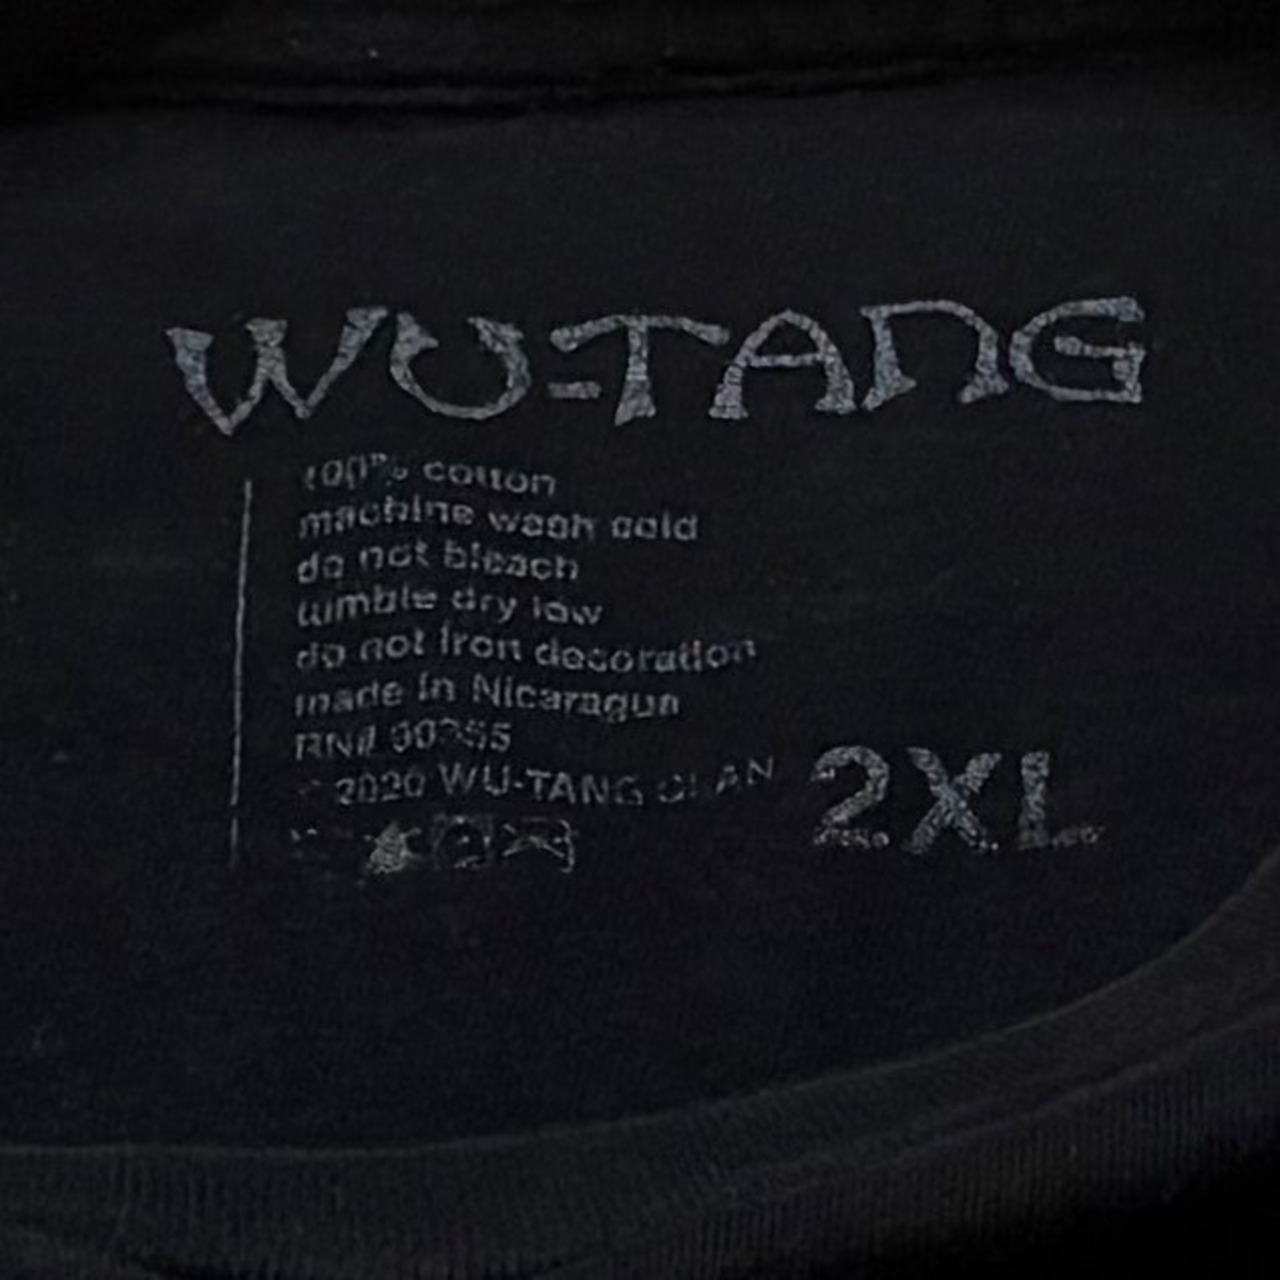 WU-TANG
100% cotton
machine wash cold
do not bleach
tumble dry low
do not iron decoration
made in Nicaragua
RN#
2020 WU-TANG CLAN
2XL